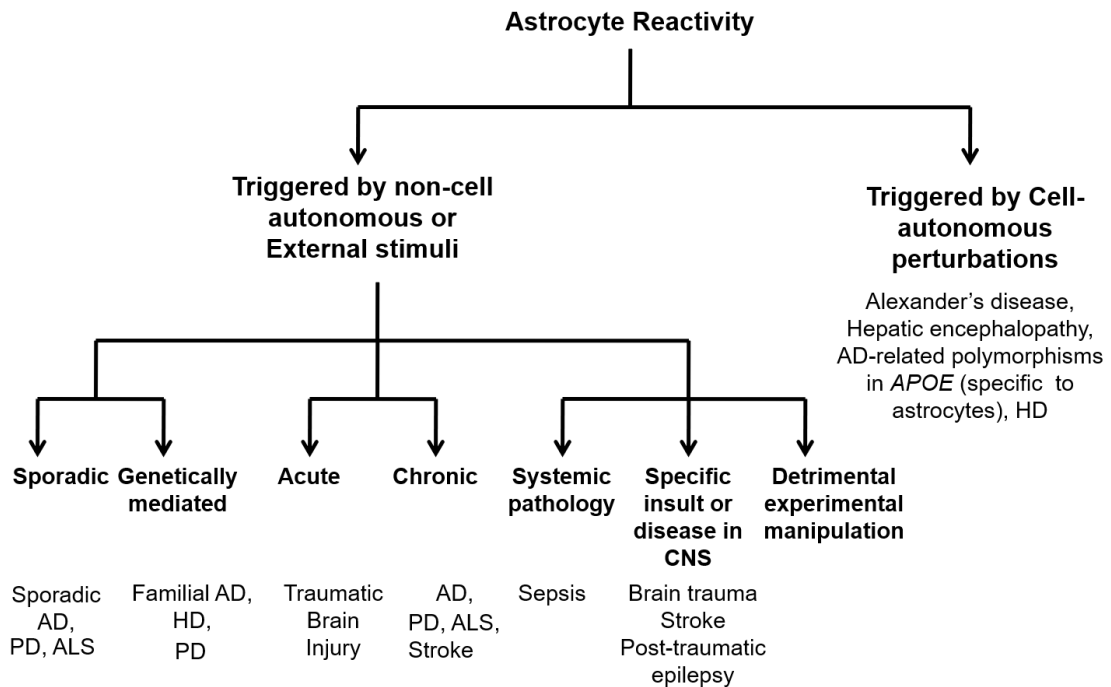 Astrocyte Reactivity
Triggered by non-cell
autonomous or
External stimuli
Triggered by Cell-
autonomous
perturbations
Alexander's disease,
Hepatic encephalopathy,
AD-related polymorphisms
in APOE (specific to
astrocytes), HD
Sporadic
Genetically
mediated
Acute
Chronic
Systemic
pathology
Specific
insult or
disease in
CNS
Detrimental
experimental
manipulation
Sporadic
AD,
PD, ALS
Familial AD,
HD,
PD
Traumatic
Brain
Injury
AD,
PD, ALS,
Stroke
Sepsis
Brain trauma
Stroke
Post-traumatic
epilepsy